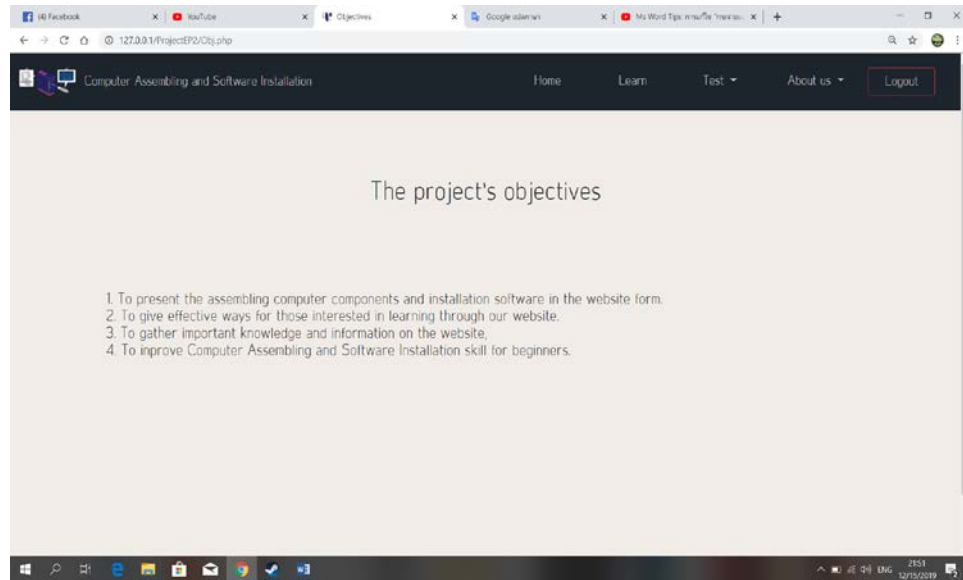 (4) Facebook
YouTube
Objectives
Google
Ms Word Tips:
127.0.0.1/ProjectEP2/Obj.php
Computer Assembling and Software Installation
Home
Learn
Test
About us
Logout
The project's objectives
1. To present the assembling computer components and installation software in the website form.
2. To give effective ways for those interested in learning through our website.
3. To gather important knowledge and information on the website,
4. To inprove Computer Assembling and Software Installation skill for beginners.
ENG
21:51
12/15/2019